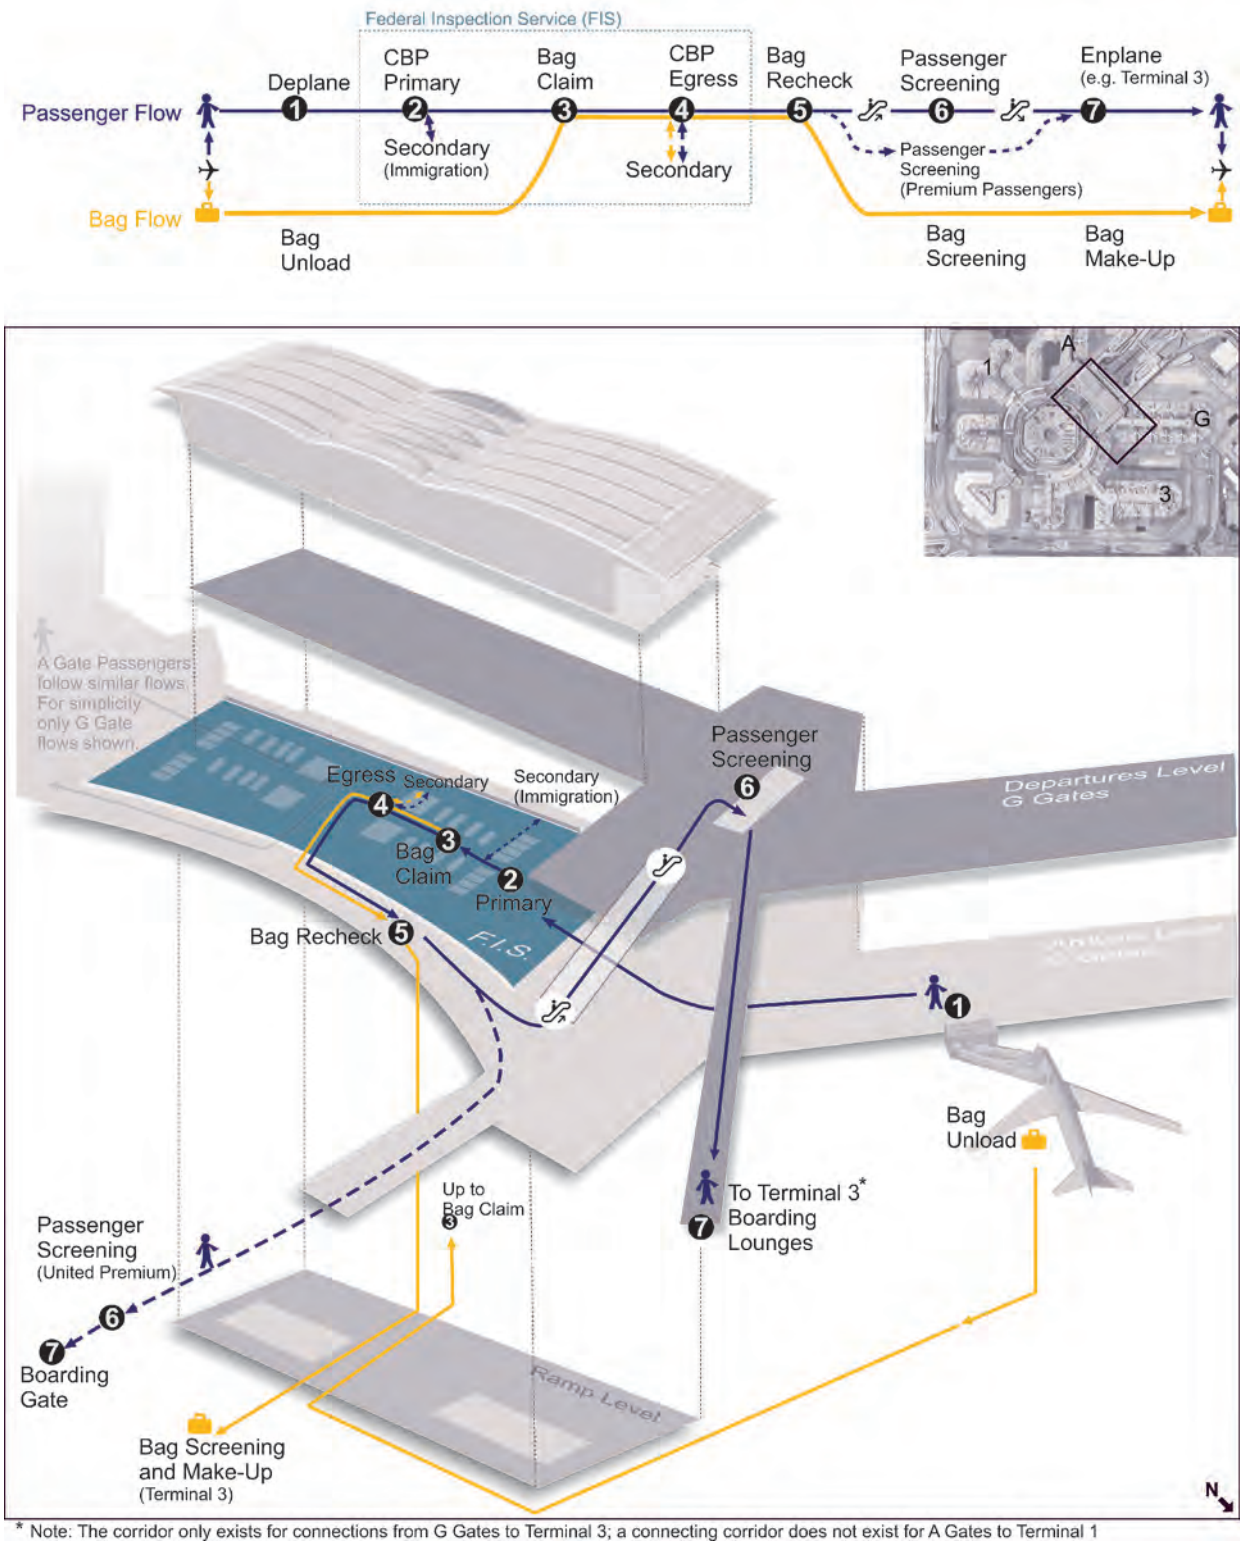 Federal Inspection Service (FIS)
Deplane
CBP
Primary
Bag
Claim
CBP
Egress
Bag
Recheck
Passenger
Screening
Enplane
(e.g. Terminal 3)
Passenger Flow
1
2
3
4
5
6
7
Secondary
(Immigration)
Secondary
Passenger
Screening
(Premium Passengers)
Bag Flow
Bag
Unload
Bag
Screening
Bag
Make-Up
A
1
G
3
A Gate Passengers
follow similar flows.
For simplicity
only G Gate
flows shown.
Passenger
Screening
6
Departures Level
G Gates
Egress
Secondary
Secondary
(Immigration)
4
3
Bag
Claim
2
Primary
Bag Recheck
5
F.I.S.
1
Bag
Unload
Up to
Bag Claim
3
To Terminal 3*
Boarding
Lounges
7
Passenger
Screening
(United Premium)
6
7
Boarding
Gate
Ramp Level
Bag Screening
and Make-Up
(Terminal 3)
N
* Note: The corridor only exists for connections from G Gates to Terminal 3; a connecting corridor does not exist for A Gates to Terminal 1